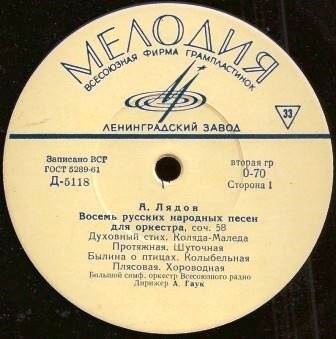 МЕЛОДИЯ
ВСЕСОЮЗНАЯ ФИРМА ГРАМПЛАСТИНОК
ЛЕНИНГРАДСКИЙ ЗАВОД
33
Записано ВСГ
ГОСТ 5289-61
Д-5118
вторая гр
0-70
Сторона 1
А. Лядов
Восемь русских народных песен
для оркестра, соч. 58
Духовный стих. Коляда-Маледа
Протяжная. Шуточная
Былина о птицах. Колыбельная
Плясовая. Хороводная
Большой симф. оркестр Всесоюзного радио
Дирижер А. Гаук